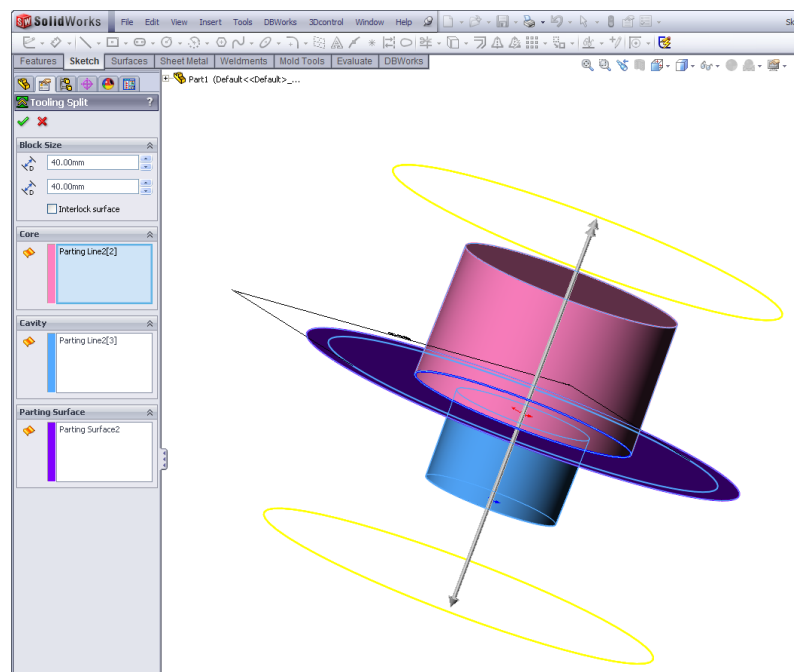 SW SolidWorks File Edit View Insert Tools DBWorks 3Dcontrol Window Help Sk
Features Sketch Surfaces Sheet Metal Weldments Mold Tools Evaluate DBWorks
Part1 (Default<<Default>_...
Tooling Split ?
Block Size
D 40.00mm
D 40.00mm
Interlock surface
Core
Parting Line2[2]
Cavity
Parting Line2[3]
Parting Surface
Parting Surface2